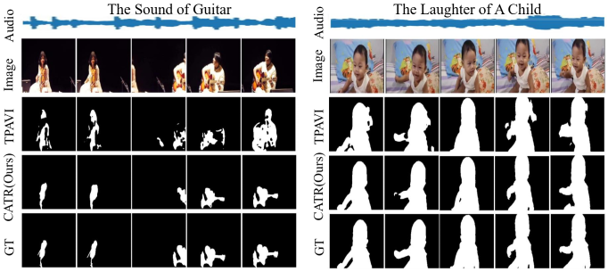 The Sound of Guitar
The Laughter of A Child
Audio
Image
TPAVI
CATR(Ours)
GT
Audio
Image
TPAVI
CATR(Ours)
GT